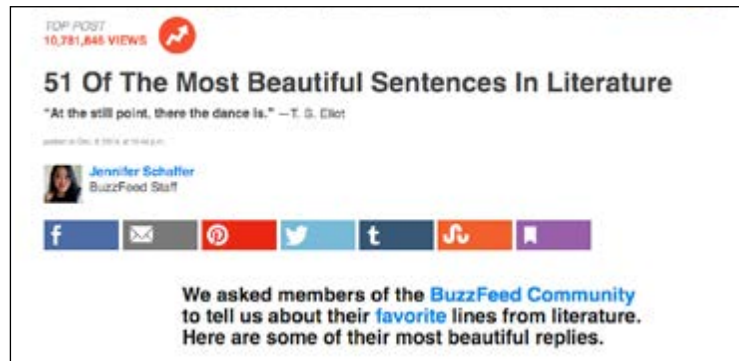 TOP POST
10,781,845 VIEWS
51 Of The Most Beautiful Sentences In Literature
"At the still point, there the dance is." —T. S. Eliot
Jennifer Schaffer
BuzzFeed Staff
We asked members of the BuzzFeed Community
to tell us about their favorite lines from literature.
Here are some of their most beautiful replies.